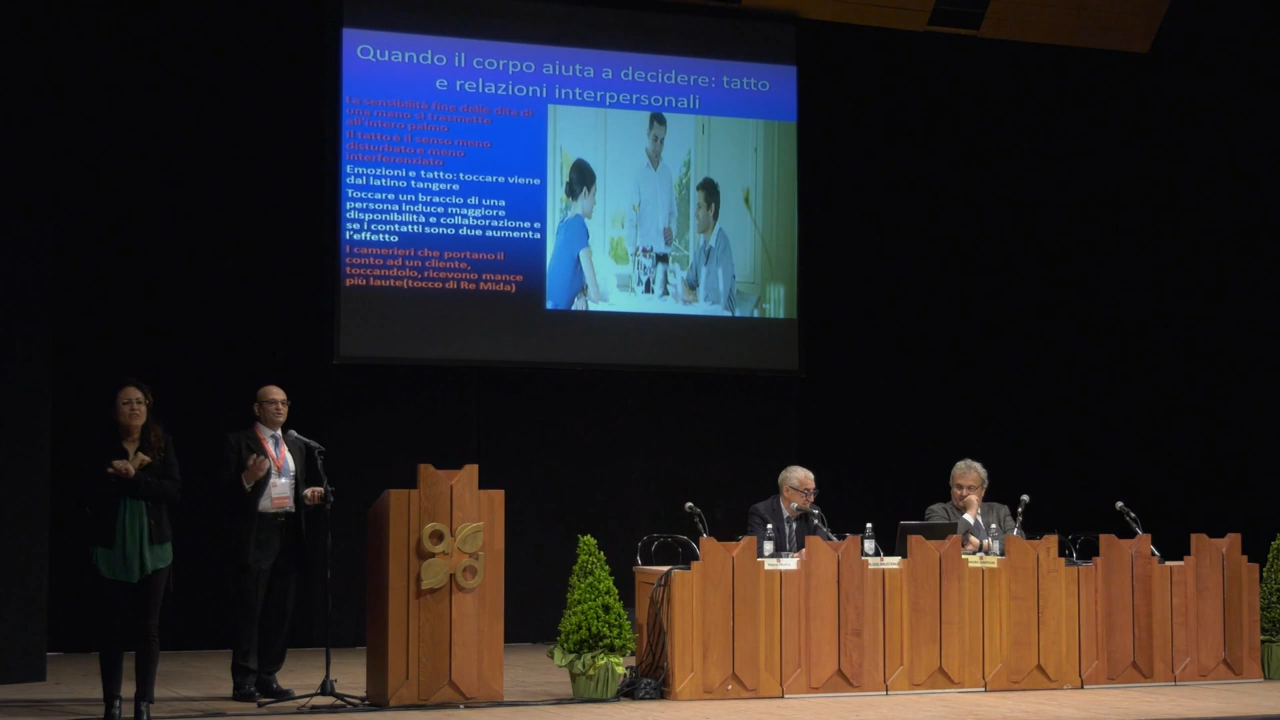 Quando il corpo aiuta a decidere: tatto
e relazioni interpersonali
La sensibilità fine delle dita di
una mano si trasmette
all'intero palmo
Il tatto è il senso meno
disturbato e meno
interferenziato
Emozioni e tatto: toccare viene
dal latino tangere
Toccare un braccio di una
persona induce maggiore
disponibilità e collaborazione e
se i contatti sono due aumenta
l'effetto
I camerieri che portano il
conto ad un cliente,
toccandolo, ricevono mance
più laute(tocco di Re Mida)